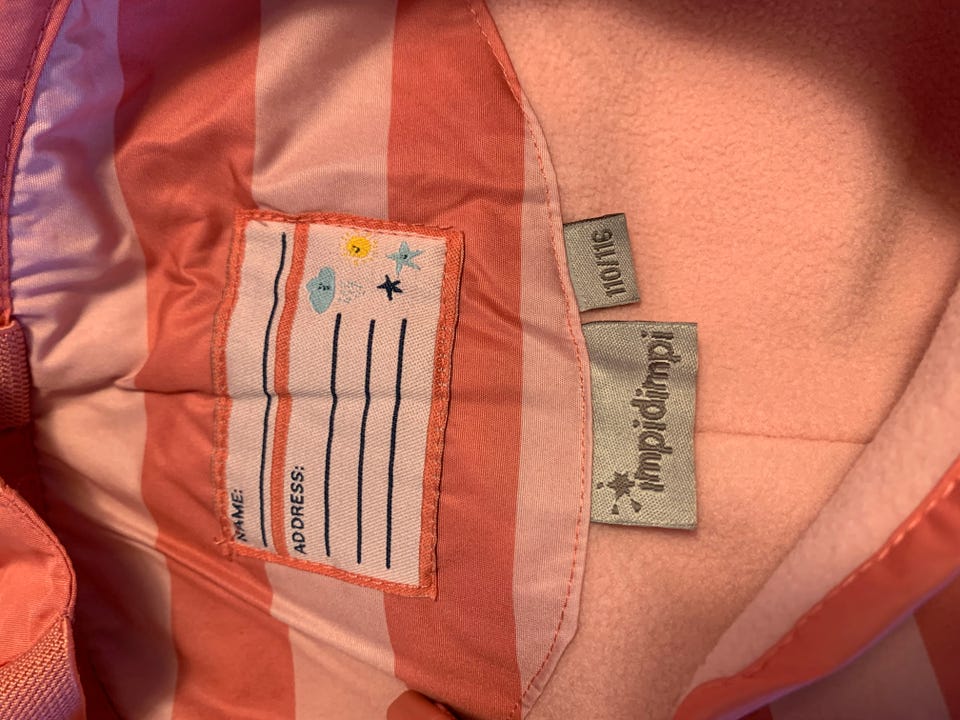 NAME:
ADDRESS:
impidimpi
110/116